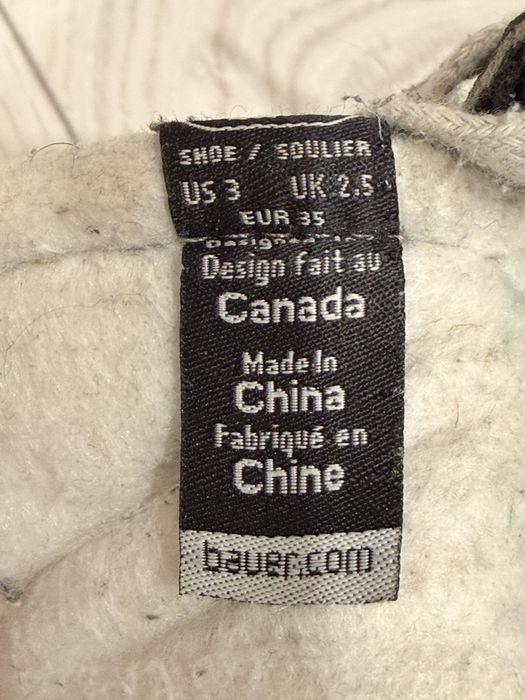 SHOE / SOULIER
US 3 UK 2.5
EUR 35
Design fait au
Canada
Made In
China
Fabriqué en
Chine
bauer.com